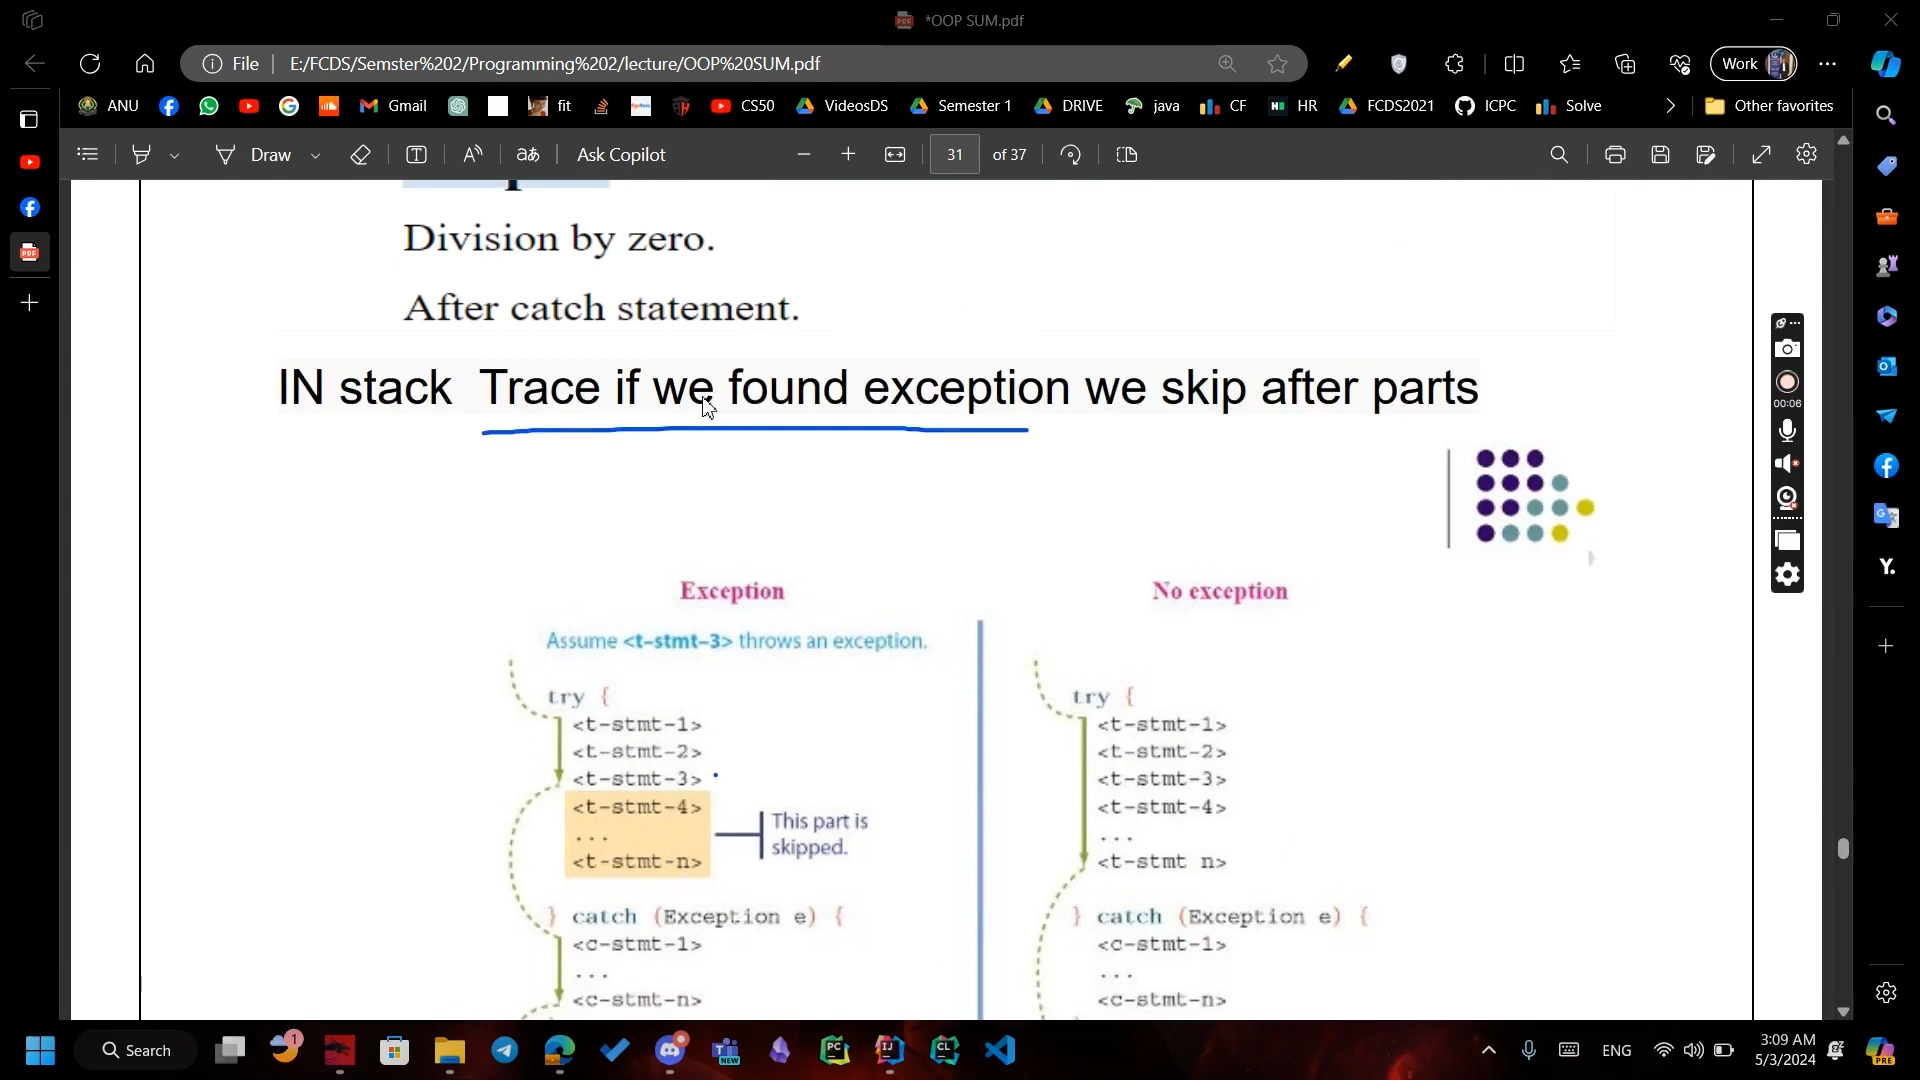 *OOP SUM.pdf
File
E:/FCDS/Semster%202/Programming%202/lecture/OOP%20SUM.pdf
Work
ANU
Gmail
fit
CS50
VideosDS
Semester 1
DRIVE
java
CF
HR
FCDS2021
ICPC
Solve
Other favorites
Draw
Ask Copilot
31 of 37
Division by zero.
After catch statement.
IN stack Trace if we found exception we skip after parts
00:06
Exception
Assume <t-stmt-3> throws an exception.
try {
<t-stmt-1>
<t-stmt-2>
<t-stmt-3>
<t-stmt-4>
...
<t-stmt-n>
This part is
skipped.
} catch (Exception e) {
<c-stmt-1>
...
<c-stmt-n>
No exception
try {
<t-stmt-1>
<t-stmt-2>
<t-stmt-3>
<t-stmt-4>
...
<t-stmt n>
} catch (Exception e) {
<c-stmt-1>
...
<c-stmt-n>
Search
ENG
3:09 AM
5/3/2024